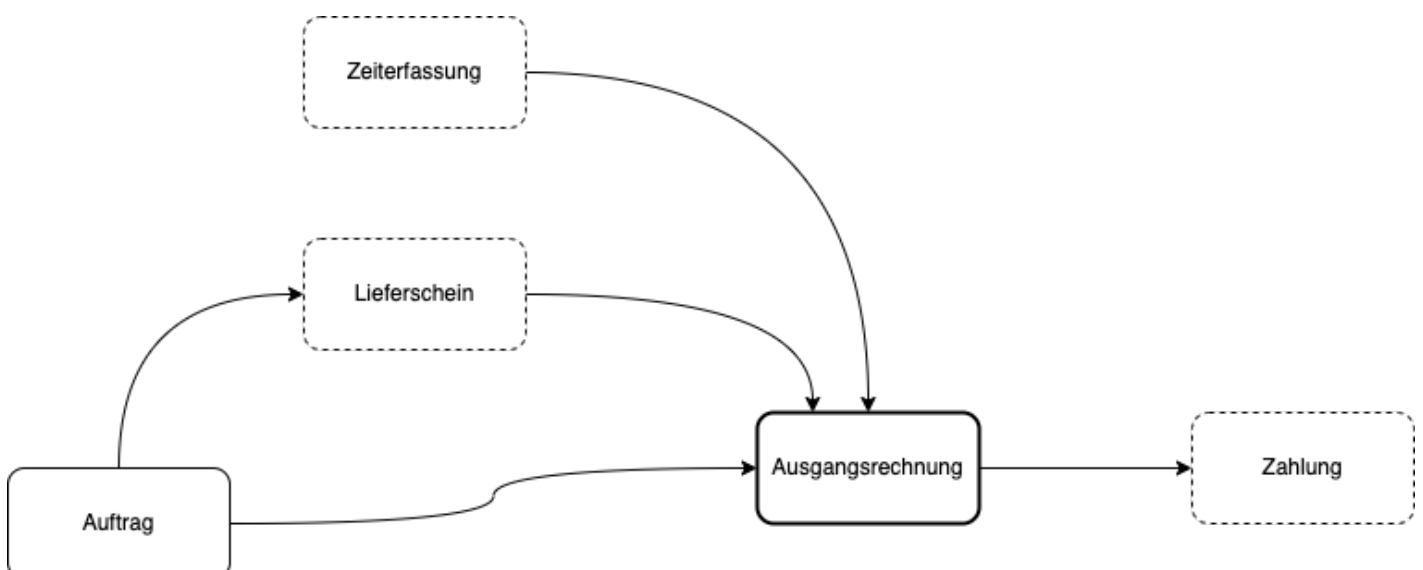 Zeiterfassung
Lieferschein
Ausgangsrechnung
Zahlung
Auftrag